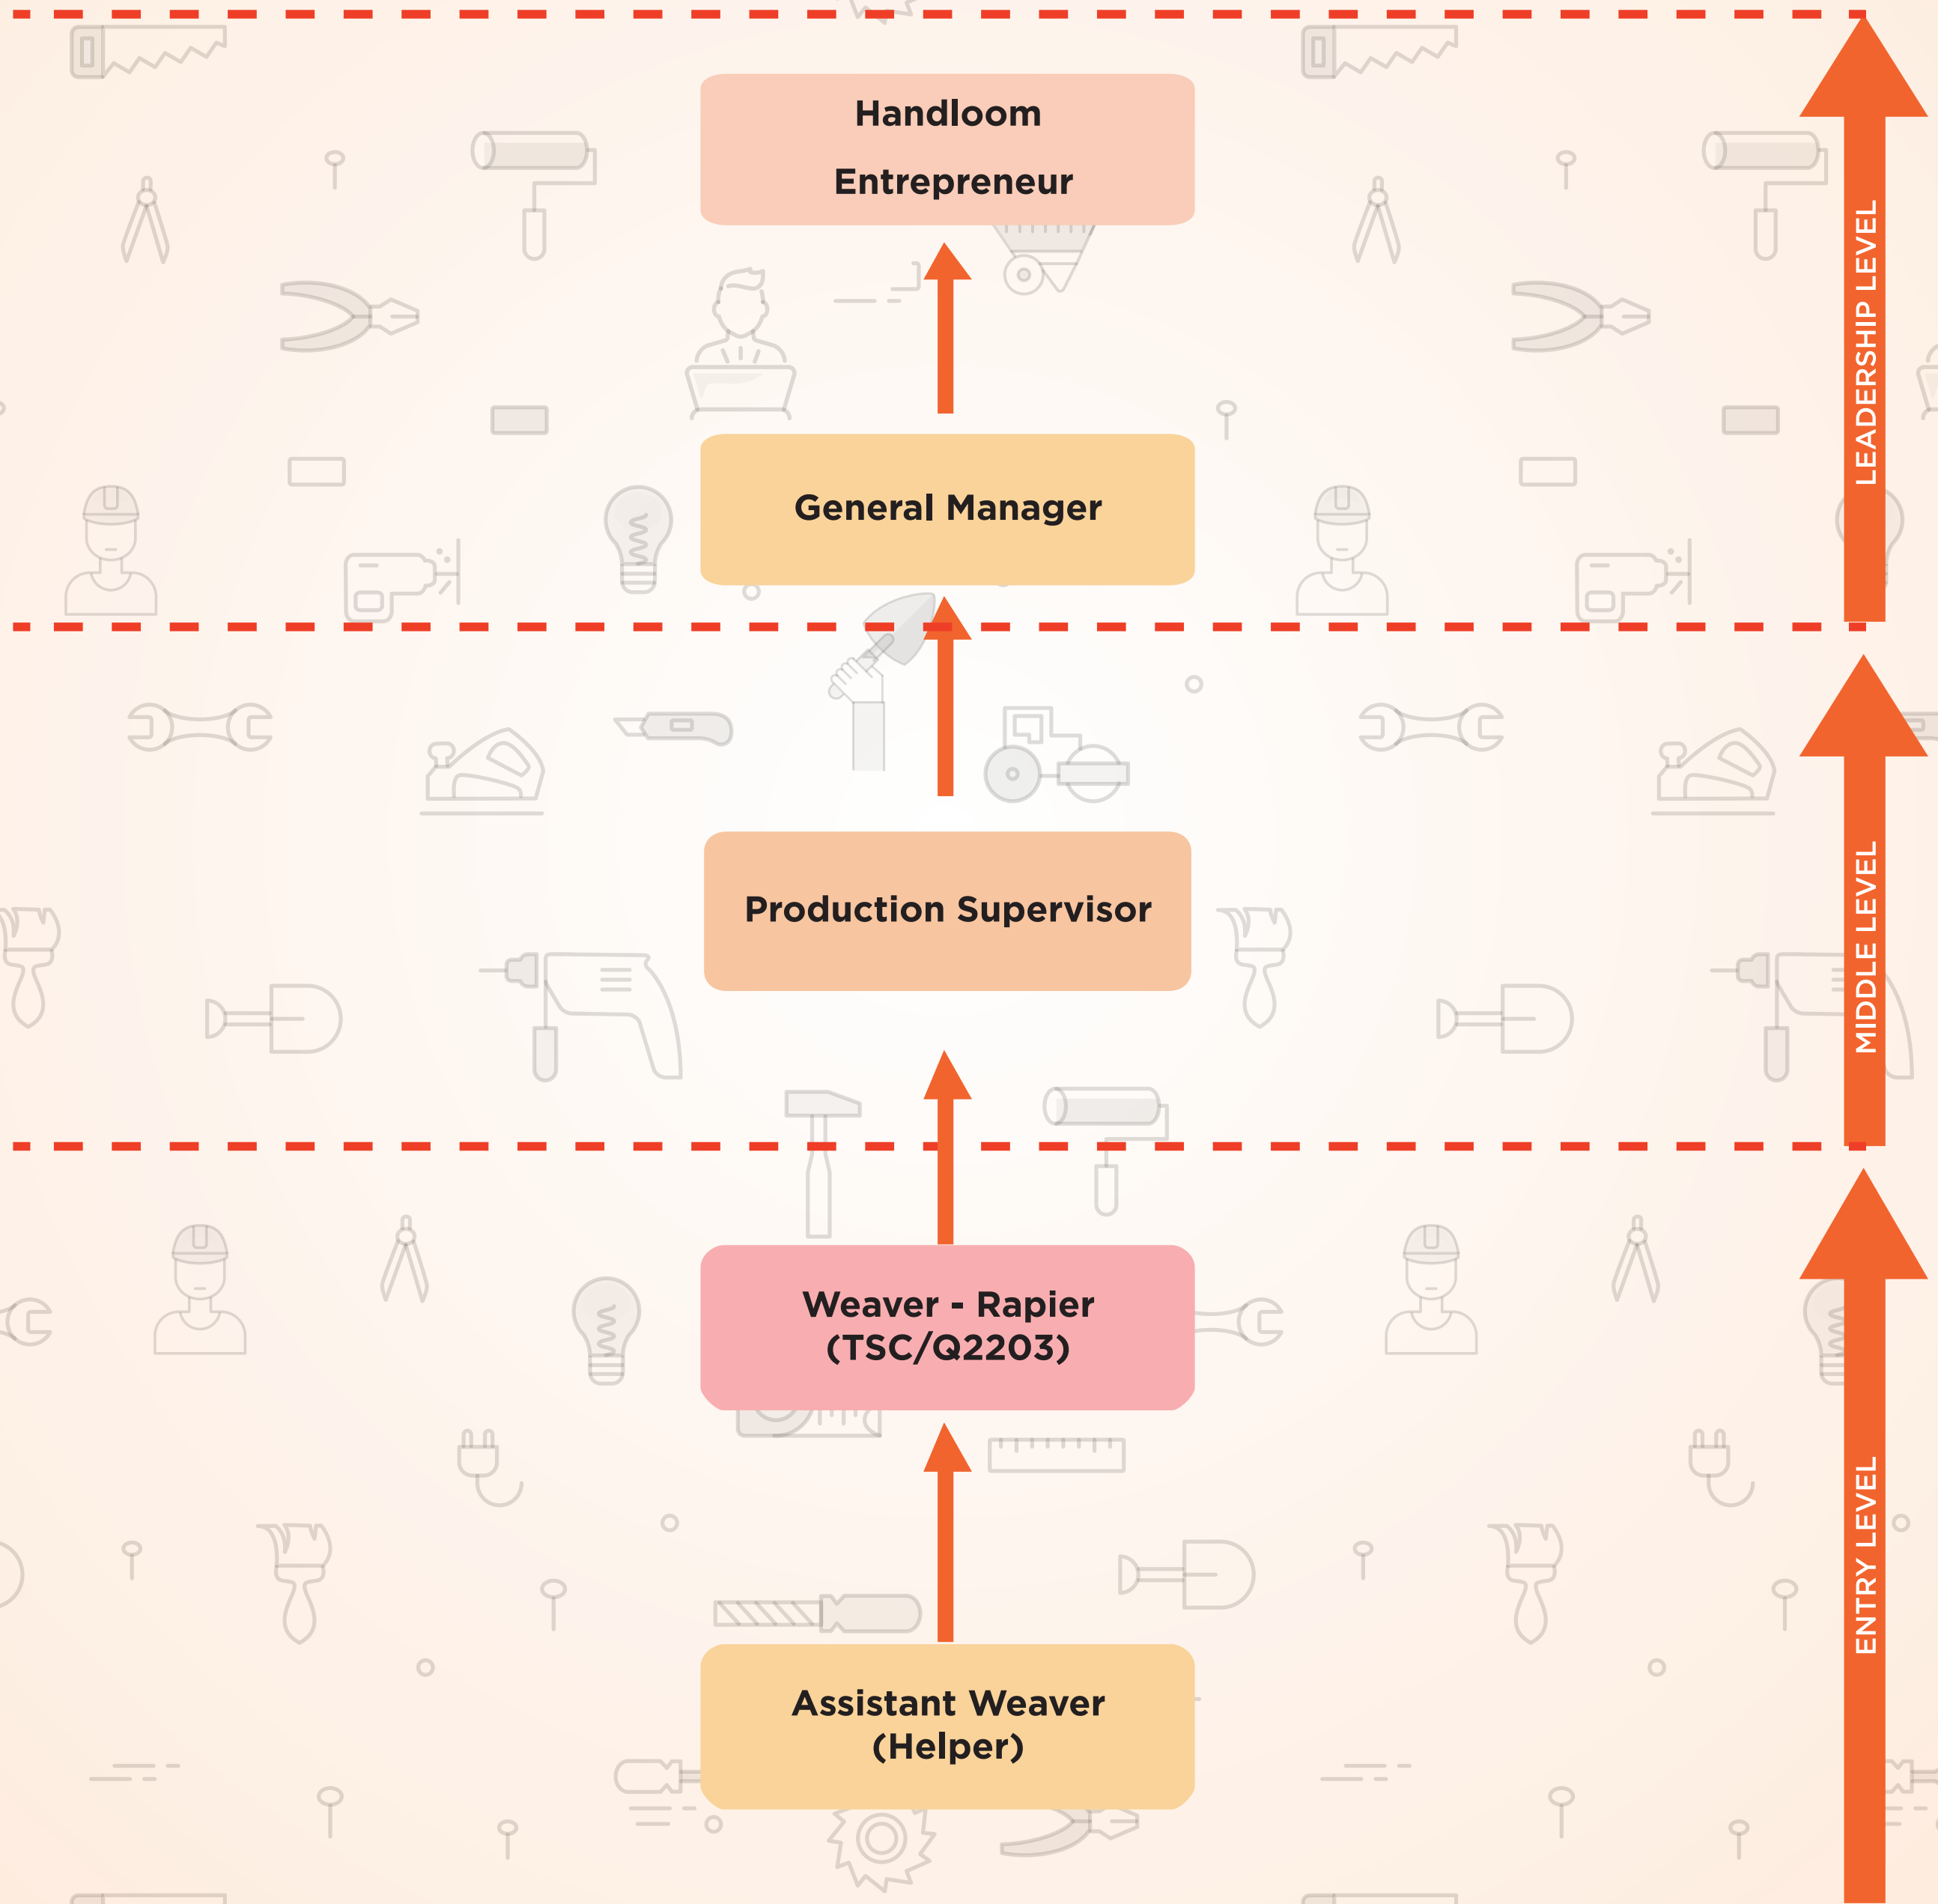 Handloom
Entrepreneur
LEADERSHIP LEVEL
General Manager
Production Supervisor
MIDDLE LEVEL
Weaver - Rapier
(TSC/Q2203)
ENTRY LEVEL
Assistant Weaver
(Helper)